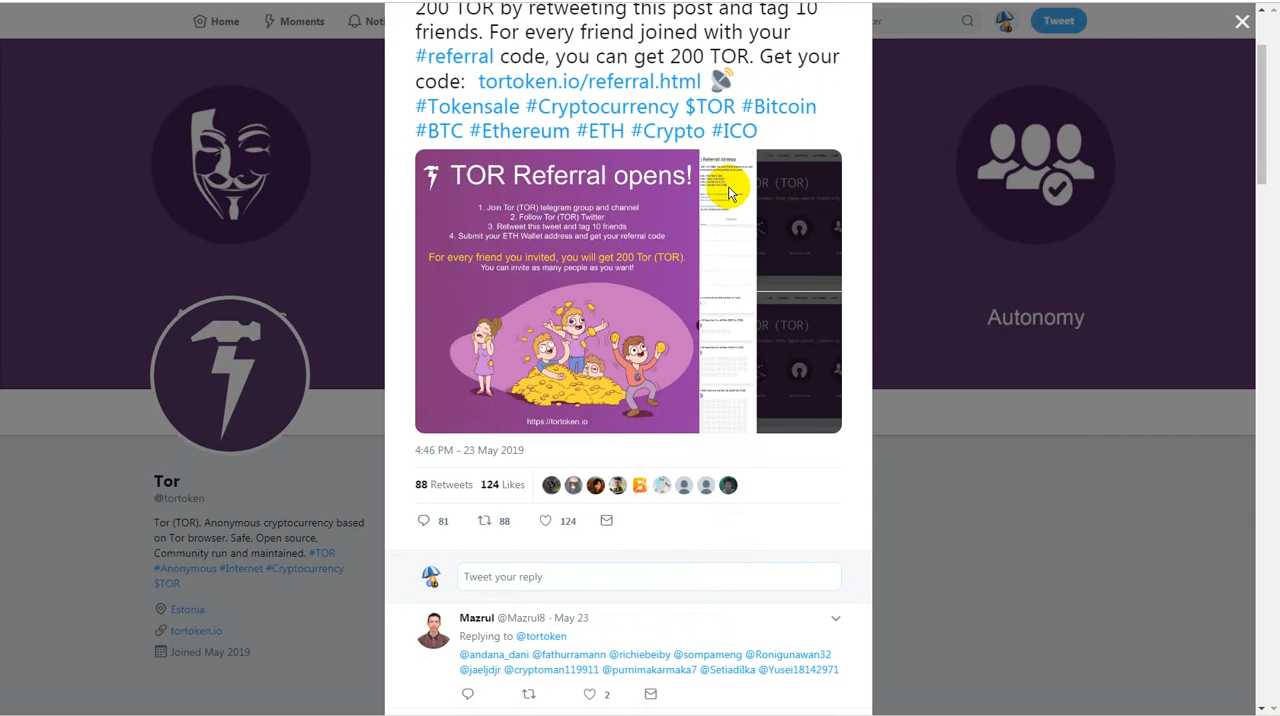 Home
Moments
Tweet
200 TOR by retweeting this post and tag 10
friends. For every friend joined with your
#referral code, you can get 200 TOR. Get your
code: tortoken.io/referral.html
#Tokensale #Cryptocurrency $TOR #Bitcoin
#BTC #Ethereum #ETH #Crypto #ICO
TOR Referral opens!
1. Join Tor (TOR) telegram group and channel
2. Follow Tor (TOR) Twitter
3. Retweet this tweet and tag 10 friends
4. Submit your ETH Wallet address and get your referral code
For every friend you invited, you will get 200 Tor (TOR).
You can invite as many people as you want!
https://tortoken.io
Referral Airdrop
(TOR)
(TOR)
Autonomy
4:46 PM - 23 May 2019
88 Retweets 124 Likes
81 88 124
Tweet your reply
Mazrul @Mazrul8 · May 23
Replying to @tortoken
@andana_dani @fathurramann @richiebeiby @sompameng @Ronigunawan32
@jaeljdjr @cryptoman119911 @purnimakarmaka7 @Setiadilka @Yusei18142971
2
Tor
@tortoken
Tor (TOR). Anonymous cryptocurrency based
on Tor browser. Safe, Open source,
Community run and maintained. #TOR
#Anonymous #Internet #Cryptocurrency
$TOR
Estonia
tortoken.io
Joined May 2019